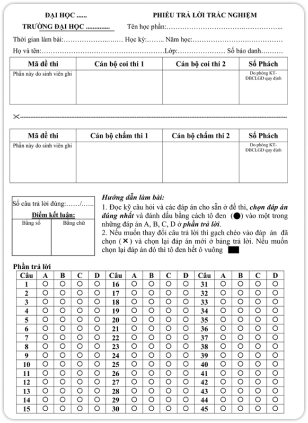 ĐẠI HỌC ...... PHIẾU TRẢ LỜI TRẮC NGHIỆM
TRƯỜNG ĐẠI HỌC ............... Tên học phần:
Thời gian làm bài: Học kỳ: Năm học:
Họ và tên: Lớp: Số báo danh
Mã đề thi Cán bộ coi thi 1 Cán bộ coi thi 2 Số Phách
Phần này do sinh viên ghi Do phòng KT-
ĐBCLGD quy định
Mã đề thi Cán bộ chấm thi 1 Cán bộ chấm thi 2 Số Phách
Phần này do sinh viên ghi Do phòng KT-
ĐBCLGD quy định
Số câu trả lời đúng:....../......
Điểm kết luận:
Bằng số Bằng chữ
Hướng dẫn làm bài:
1. Đọc kỹ câu hỏi và các đáp án cho sẵn ở đề thi, chọn đáp án
đúng nhất và đánh dấu bằng cách tô đen (●) vào một trong
những đáp án A, B, C, D ở phần trả lời.
2. Nếu muốn thay đổi câu trả lời thì gạch chéo vào đáp án đã
chọn (✕) và chọn lại đáp án mới ở bảng trả lời. Nếu muốn
chọn lại đáp án đó thì tô đen hết ô vuông ■
Phần trả lời
Câu A B C D Câu A B C D Câu A B C D
1 16 31
2 17 32
3 18 33
4 19 34
5 20 35
6 21 36
7 22 37
8 23 38
9 24 39
10 25 40
11 26 41
12 27 42
13 28 43
14 29 44
15 30 45